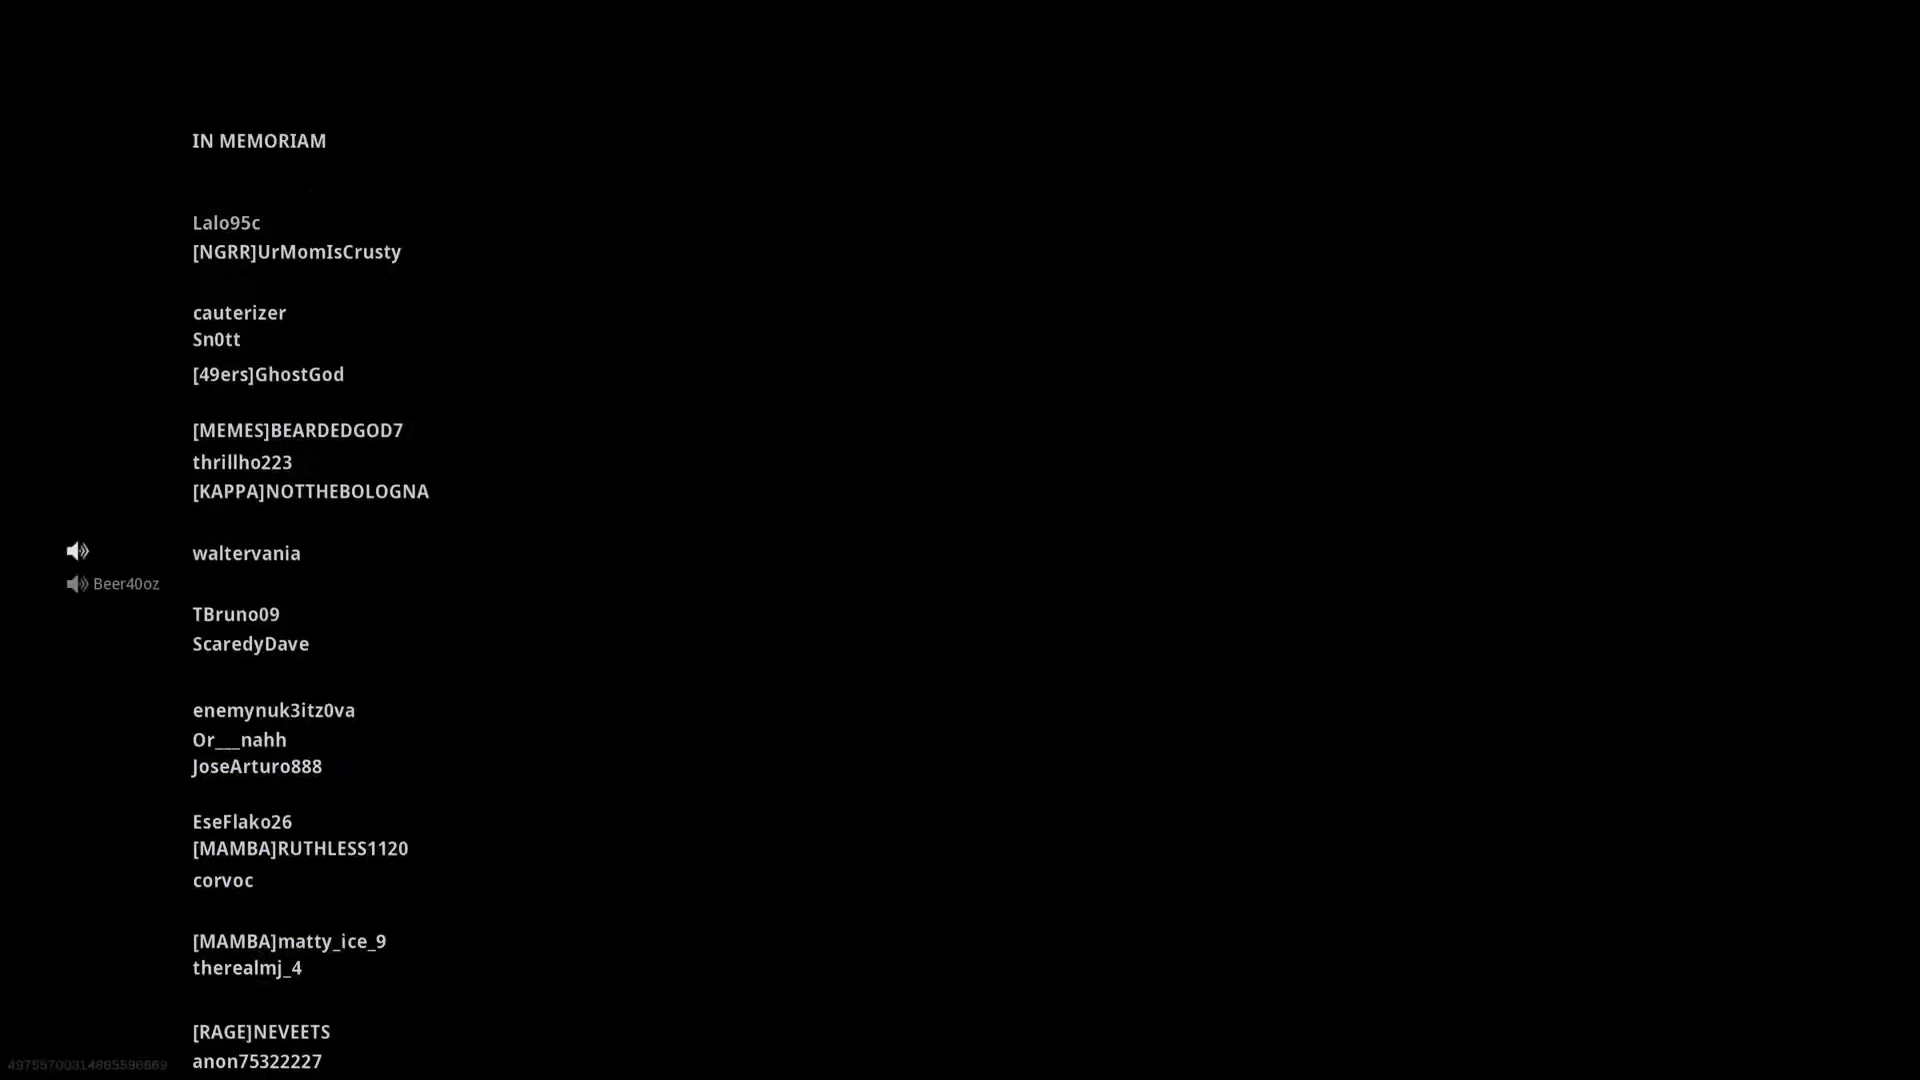 IN MEMORIAM
Lalo95c
[NGRR]UrMomIsCrusty
cauterizer
Sn0tt
[49ers]GhostGod
[MEMES]BEARDEDGOD7
thrillho223
[KAPPA]NOTTHEBOLOGNA
waltervania
Beer40oz
TBruno09
ScaredyDave
enemynuk3itz0va
Or___nahh
JoseArturo888
EseFlako26
[MAMBA]RUTHLESS1120
corvoc
[MAMBA]matty_ice_9
therealmj_4
[RAGE]NEVEETS
anon75322227